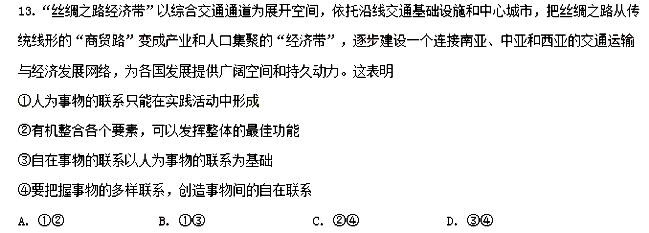 13. “丝绸之路经济带”以综合交通通道为展开空间，依托沿线交通基础设施和中心城市，把丝绸之路从传
统线形的“商贸路”变成产业和人口集聚的“经济带”，逐步建设一个连接南亚、中亚和西亚的交通运输
与经济发展网络，为各国发展提供广阔空间和持久动力。这表明
①人为事物的联系只能在实践活动中形成
②有机整合各个要素，可以发挥整体的最佳功能
③自在事物的联系以人为事物的联系为基础
④要把握事物的多样联系，创造事物间的自在联系
A. ①② B. ①③ C. ②④ D. ③④